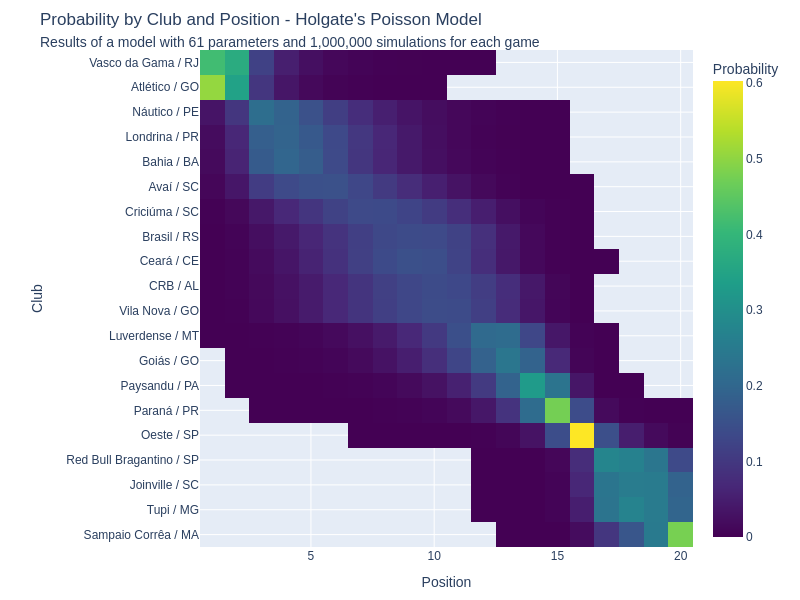 Probability by Club and Position - Holgate's Poisson Model
Results of a model with 61 parameters and 1,000,000 simulations for each game
Probability
Vasco da Gama / RJ
Atlético / GO
Náutico / PE
Londrina / PR
Bahia / BA
Avaí / SC
Criciúma / SC
Brasil / RS
Ceará / CE
CRB / AL
Vila Nova / GO
Luverdense / MT
Goiás / GO
Paysandu / PA
Paraná / PR
Oeste / SP
Red Bull Bragantino / SP
Joinville / SC
Tupi / MG
Sampaio Corrêa / MA
Club
5
10
15
20
Position
0.6
0.5
0.4
0.3
0.2
0.1
0